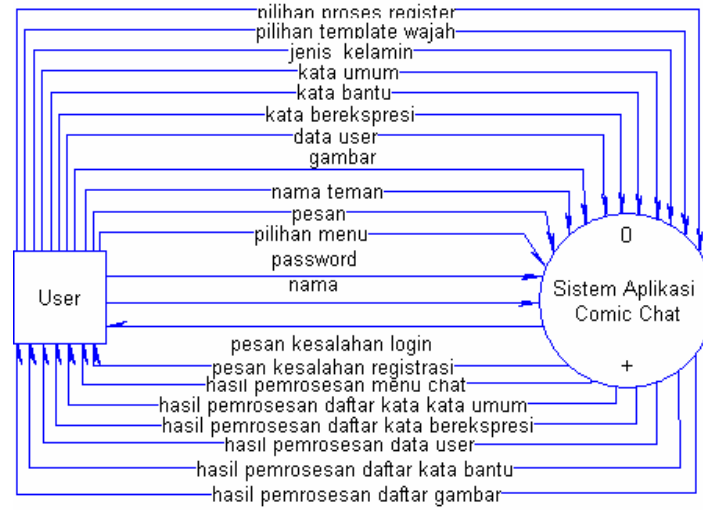 pilihan proses register
pilihan template wajah
jenis kelamin
kata umum
kata bantu
kata berekspresi
data user
gambar
nama teman
pesan
pilihan menu
password
nama
User
0
Sistem Aplikasi
Comic Chat
+
pesan kesalahan login
pesan kesalahan registrasi
hasil pemrosesan menu chat
hasil pemrosesan daftar kata kata umum
hasil pemrosesan daftar kata berekspresi
hasil pemrosesan data user
hasil pemrosesan daftar kata bantu
hasil pemrosesan daftar gambar